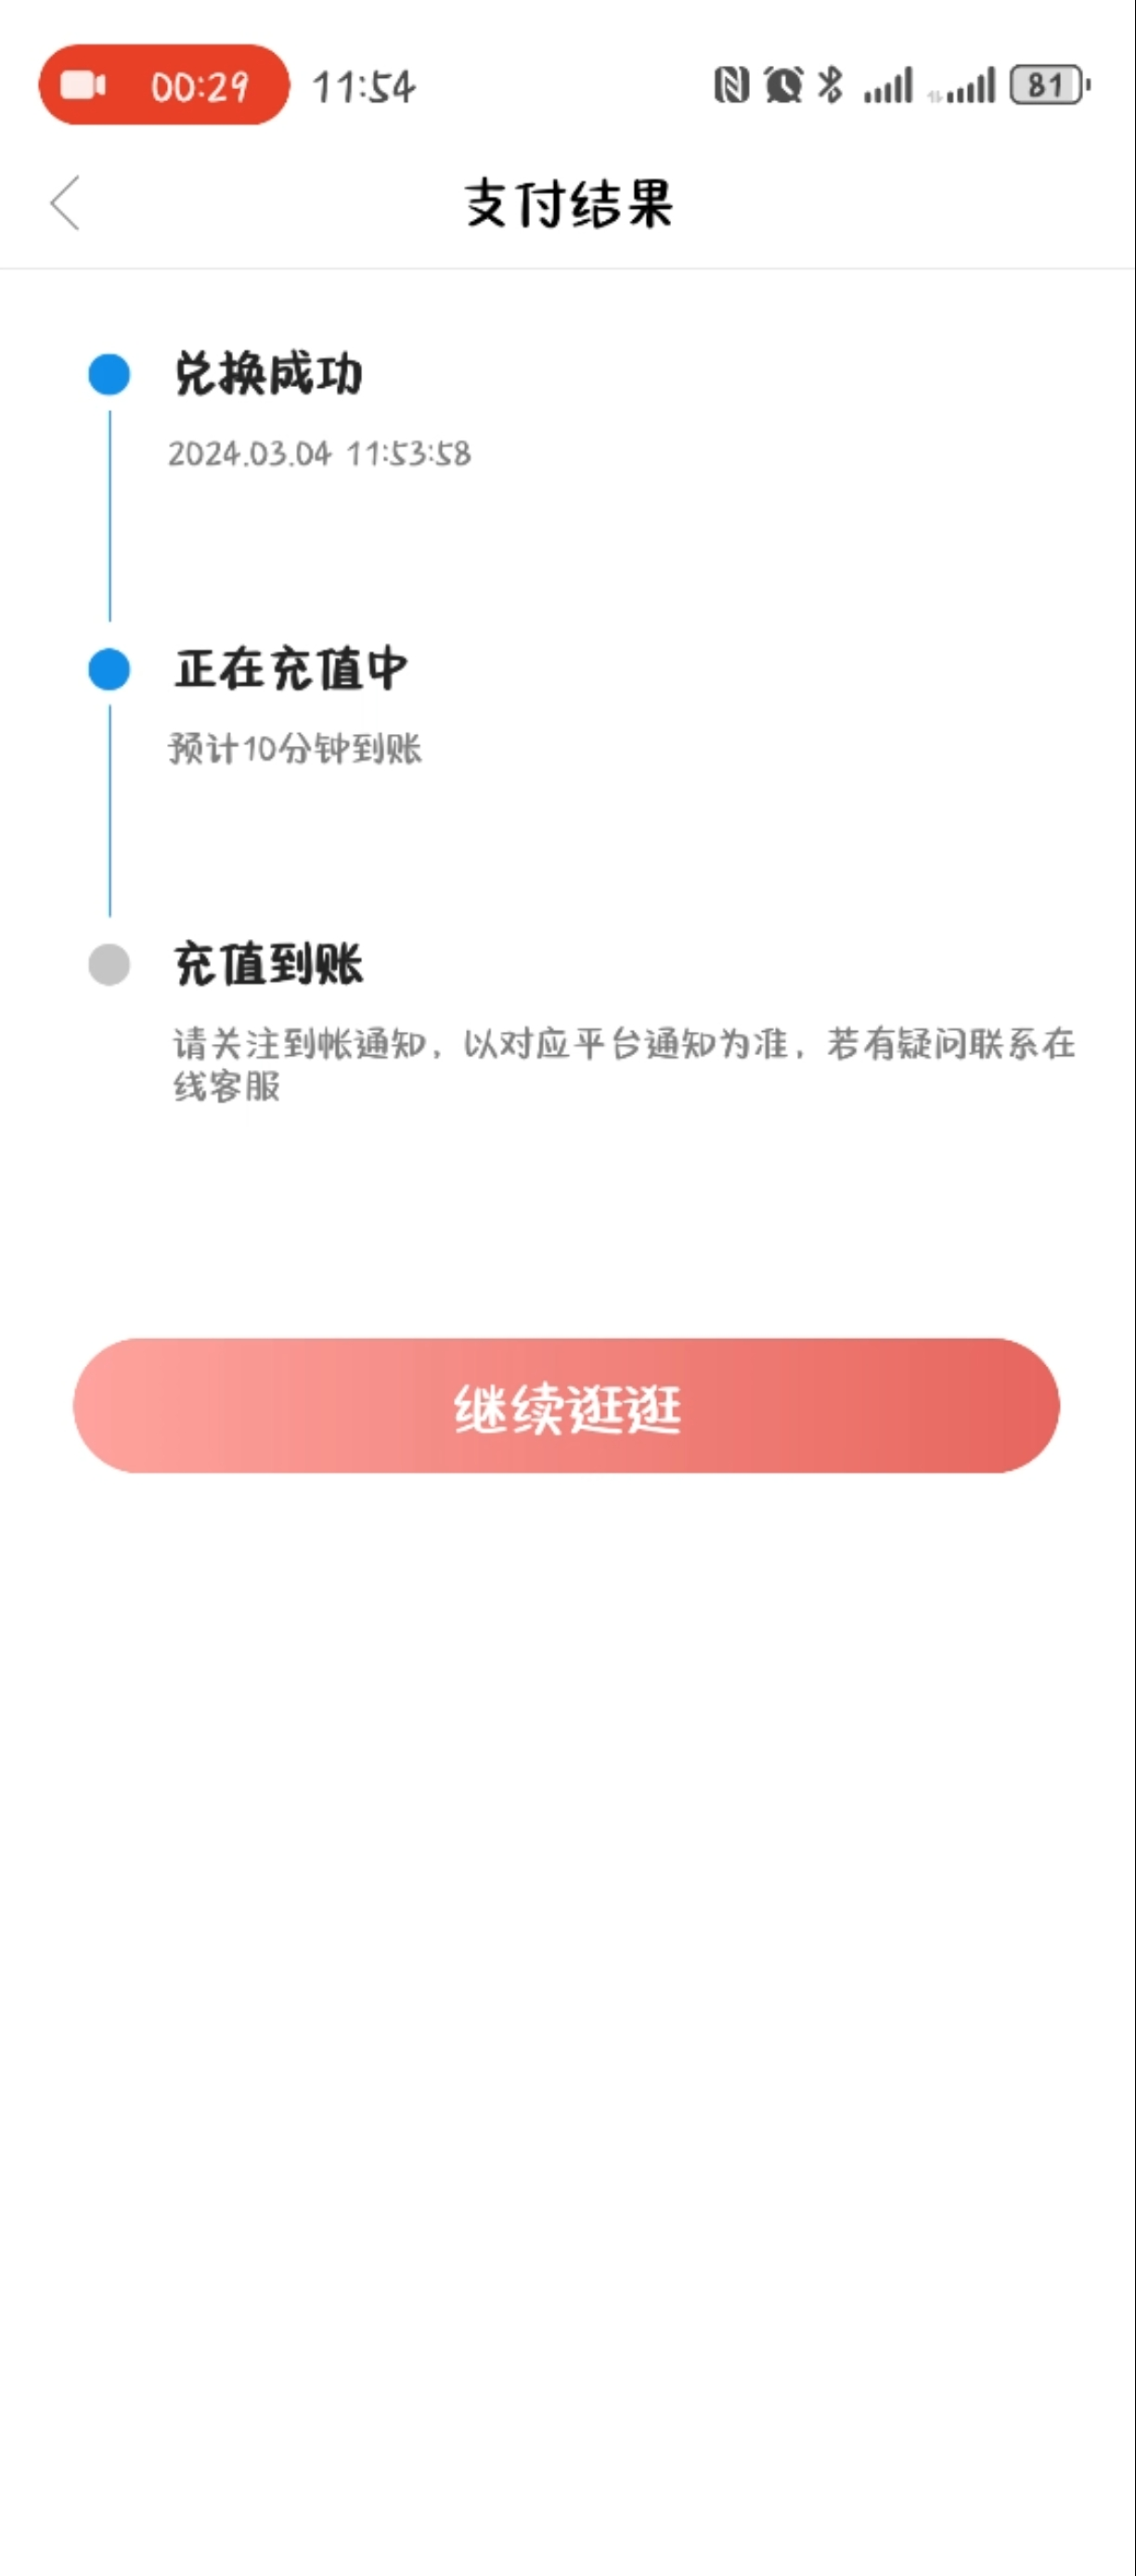 00:29 11:54 81
支付结果
兑换成功
2024.03.04 11:53:58
正在充值中
预计10分钟到账
充值到账
请关注到帐通知，以对应平台通知为准，若有疑问联系在
线客服
继续逛逛